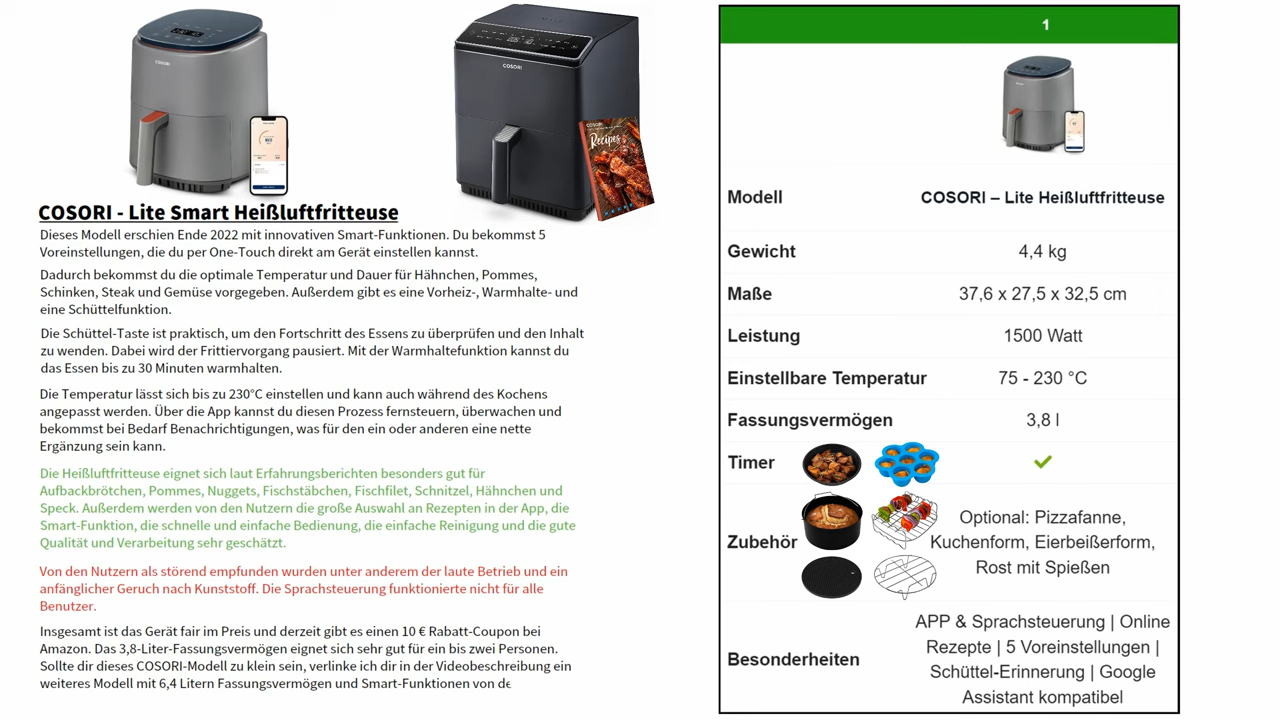 COSORI
COSORI
COSORI
Recipes
COSORI - Lite Smart Heißluftfritteuse
Dieses Modell erschien Ende 2022 mit innovativen Smart-Funktionen. Du bekommst 5
Voreinstellungen, die du per One-Touch direkt am Gerät einstellen kannst.
Dadurch bekommst du die optimale Temperatur und Dauer für Hähnchen, Pommes,
Schinken, Steak und Gemüse vorgegeben. Außerdem gibt es eine Vorheiz-, Warmhalte- und
eine Schüttelfunktion.
Die Schüttel-Taste ist praktisch, um den Fortschritt des Essens zu überprüfen und den Inhalt
zu wenden. Dabei wird der Frittiervorgang pausiert. Mit der Warmhaltefunktion kannst du
das Essen bis zu 30 Minuten warmhalten.
Die Temperatur lässt sich bis zu 230°C einstellen und kann auch während des Kochens
angepasst werden. Über die App kannst du diesen Prozess fernsteuern, überwachen und
bekommst bei Bedarf Benachrichtigungen, was für den ein oder anderen eine nette
Ergänzung sein kann.
Die Heißluftfritteuse eignet sich laut Erfahrungsberichten besonders gut für
Aufbackbrötchen, Pommes, Nuggets, Fischstäbchen, Fischfilet, Schnitzel, Hähnchen und
Speck. Außerdem werden von den Nutzern die große Auswahl an Rezepten in der App, die
Smart-Funktion, die schnelle und einfache Bedienung, die einfache Reinigung und die gute
Qualität und Verarbeitung sehr geschätzt.
Von den Nutzern als störend empfunden wurden unter anderem der laute Betrieb und ein
anfänglicher Geruch nach Kunststoff. Die Sprachsteuerung funktionierte nicht für alle
Benutzer.
Insgesamt ist das Gerät fair im Preis und derzeit gibt es einen 10 € Rabatt-Coupon bei
Amazon. Das 3,8-Liter-Fassungsvermögen eignet sich sehr gut für ein bis zwei Personen.
Sollte dir dieses COSORI-Modell zu klein sein, verlinke ich dir in der Videobeschreibung ein
weiteres Modell mit 6,4 Litern Fassungsvermögen und Smart-Funktionen von de
1
Modell COSORI – Lite Heißluftfritteuse
Gewicht 4,4 kg
Maße 37,6 x 27,5 x 32,5 cm
Leistung 1500 Watt
Einstellbare Temperatur 75 - 230 °C
Fassungsvermögen 3,8 l
Timer
Zubehör Optional: Pizzafanne,
Kuchenform, Eierbeißerform,
Rost mit Spießen
Besonderheiten APP & Sprachsteuerung | Online
Rezepte | 5 Voreinstellungen |
Schüttel-Erinnerung | Google
Assistant kompatibel